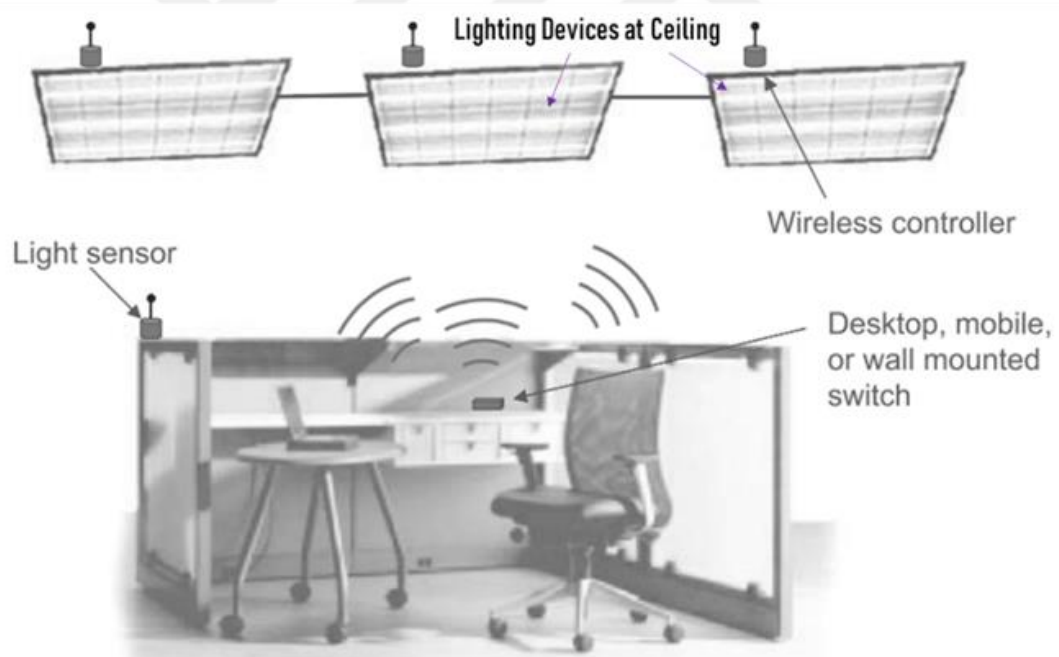 Lighting Devices at Ceiling
Wireless controller
Light sensor
Desktop, mobile,
or wall mounted
switch